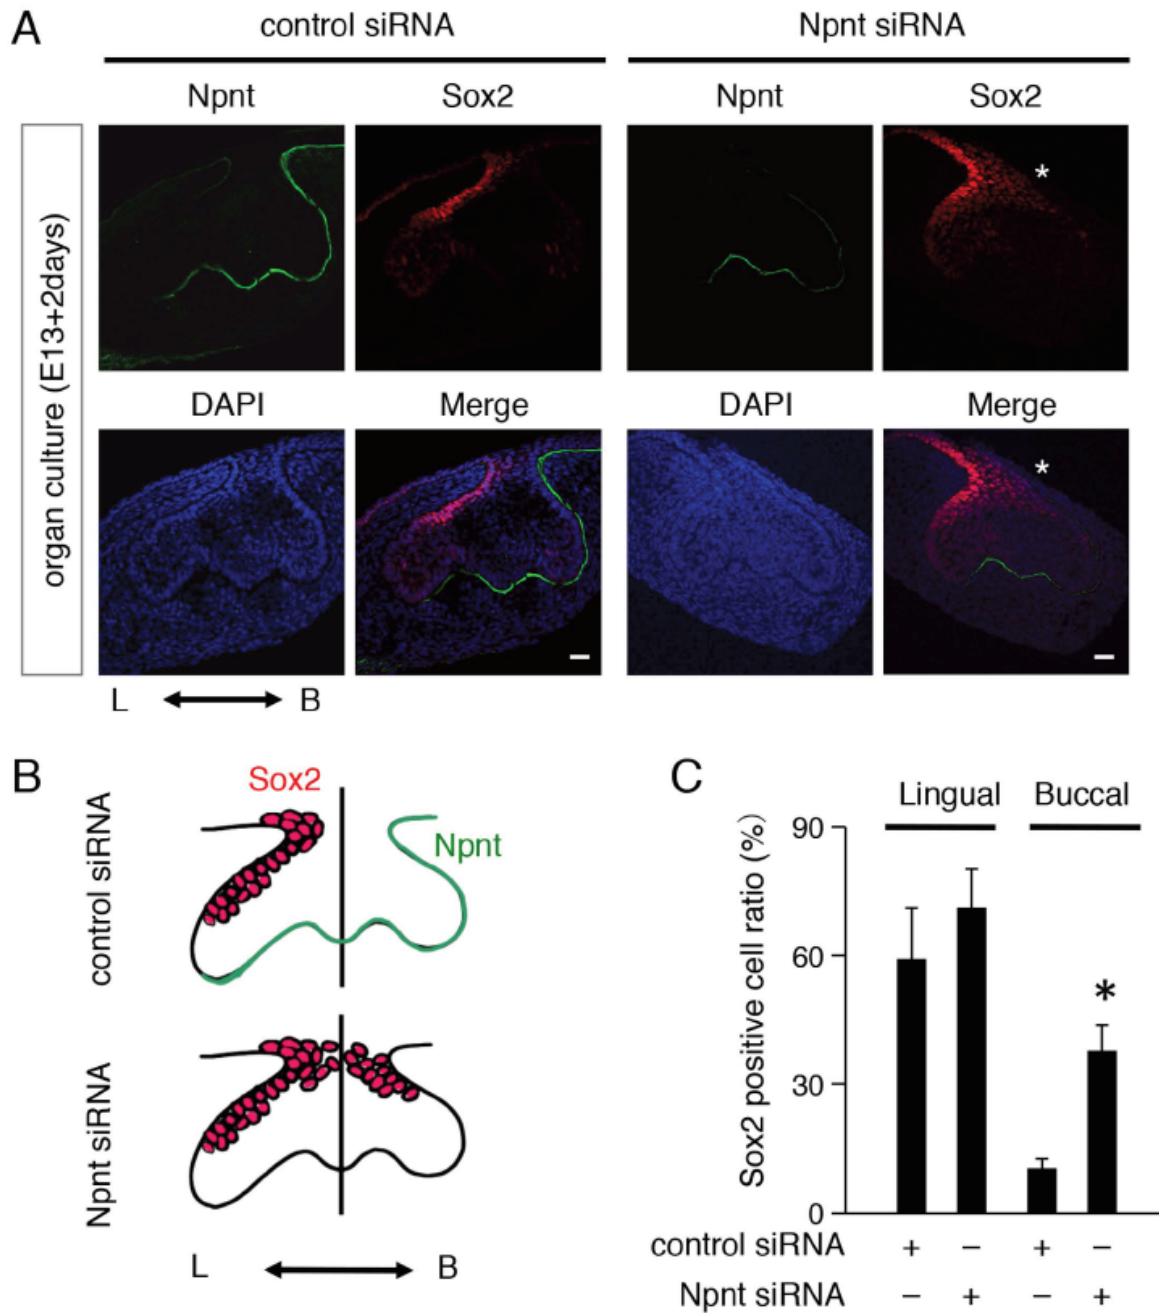 A
control siRNA
Npnt siRNA
Npnt
Sox2
Npnt
Sox2
organ culture (E13+2days)
*
DAPI
Merge
DAPI
Merge
*
L
B
B
control siRNA
Sox2
Npnt
Npnt siRNA
L
B
C
Lingual
Buccal
Sox2 positive cell ratio (%)
90
60
30
0
*
control siRNA + − + −
Npnt siRNA − + − +